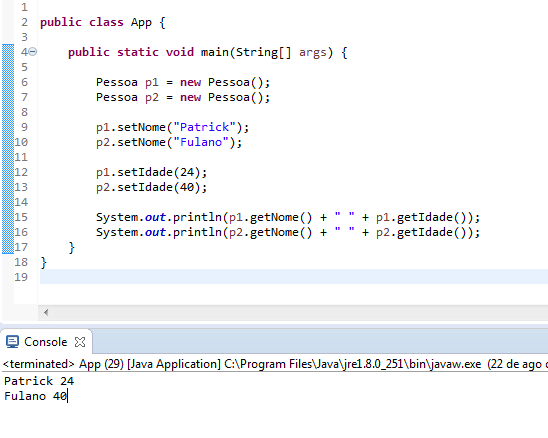 1
2 public class App {
3
4 public static void main(String[] args) {
5
6 Pessoa p1 = new Pessoa();
7 Pessoa p2 = new Pessoa();
8
9 p1.setNome("Patrick");
10 p2.setNome("Fulano");
11
12 p1.setIdade(24);
13 p2.setIdade(40);
14
15 System.out.println(p1.getNome() + " " + p1.getIdade());
16 System.out.println(p2.getNome() + " " + p2.getIdade());
17 }
18 }
19
Console
<terminated> App (29) [Java Application] C:\Program Files\Java\jre1.8.0_251\bin\javaw.exe (22 de ago
Patrick 24
Fulano 40